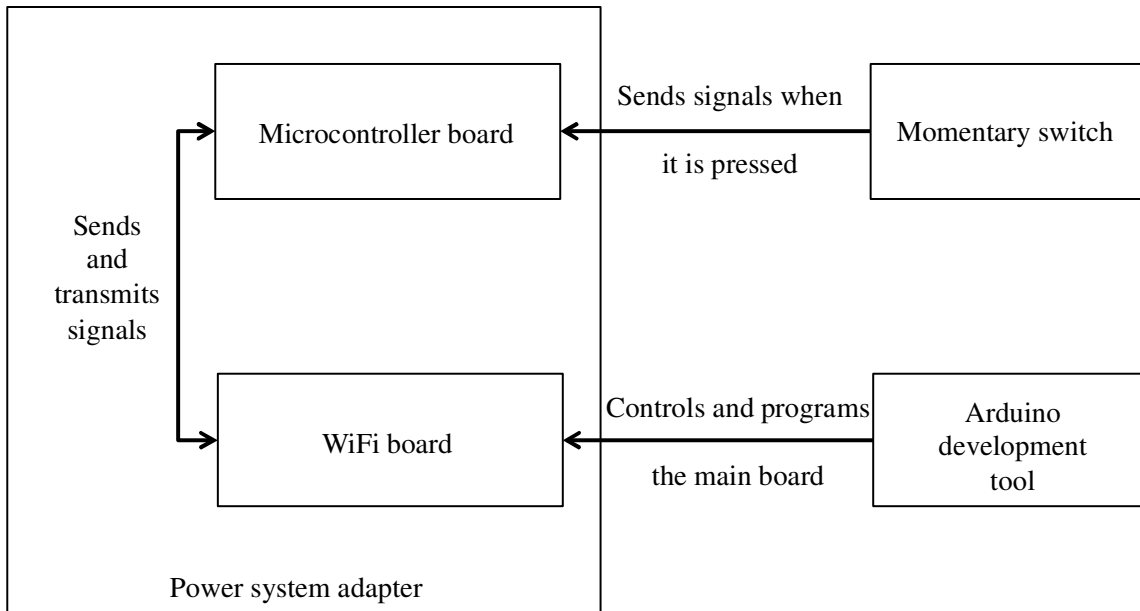 Sends signals when
Microcontroller board
Momentary switch
it is pressed
Sends
and
transmits
signals
Controls and programs
WiFi board
Arduino
development
tool
the main board
Power system adapter